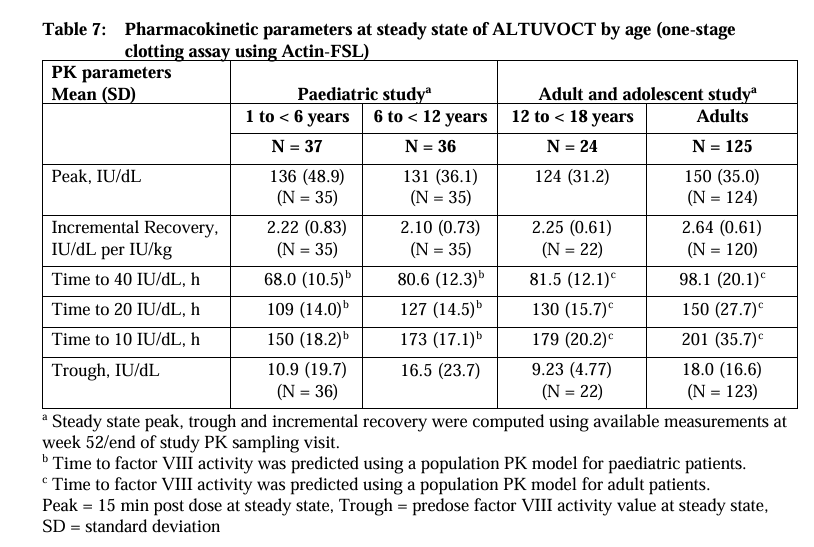 Table 7: Pharmacokinetic parameters at steady state of ALTUVOCT by age (one-stage
clotting assay using Actin-FSL)
PK parameters
Mean (SD)
Paediatric studyᵃ
Adult and adolescent studyᵃ
1 to < 6 years
6 to < 12 years
12 to < 18 years
Adults
N = 37
N = 36
N = 24
N = 125
Peak, IU/dL
136 (48.9)
(N = 35)
131 (36.1)
(N = 35)
124 (31.2)
150 (35.0)
(N = 124)
Incremental Recovery,
IU/dL per IU/kg
2.22 (0.83)
(N = 35)
2.10 (0.73)
(N = 35)
2.25 (0.61)
(N = 22)
2.64 (0.61)
(N = 120)
Time to 40 IU/dL, h
68.0 (10.5)ᵇ
80.6 (12.3)ᵇ
81.5 (12.1)ᶜ
98.1 (20.1)ᶜ
Time to 20 IU/dL, h
109 (14.0)ᵇ
127 (14.5)ᵇ
130 (15.7)ᶜ
150 (27.7)ᶜ
Time to 10 IU/dL, h
150 (18.2)ᵇ
173 (17.1)ᵇ
179 (20.2)ᶜ
201 (35.7)ᶜ
Trough, IU/dL
10.9 (19.7)
(N = 36)
16.5 (23.7)
9.23 (4.77)
(N = 22)
18.0 (16.6)
(N = 123)
ᵃ Steady state peak, trough and incremental recovery were computed using available measurements at
week 52/end of study PK sampling visit.
ᵇ Time to factor VIII activity was predicted using a population PK model for paediatric patients.
ᶜ Time to factor VIII activity was predicted using a population PK model for adult patients.
Peak = 15 min post dose at steady state, Trough = predose factor VIII activity value at steady state,
SD = standard deviation